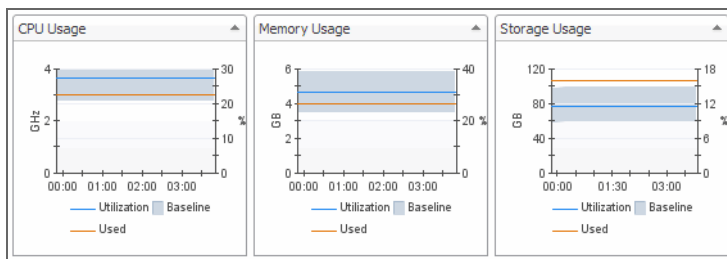 CPU Usage
4
2
0
GHz
30
20
10
0
%
00:00 01:00 02:00 03:00
Utilization Baseline
Used
Memory Usage
6
4
2
0
GB
40
20
0
%
00:00 01:00 02:00 03:00
Utilization Baseline
Used
Storage Usage
120
80
40
0
GB
18
12
6
0
%
00:00 01:30 03:00
Utilization Baseline
Used